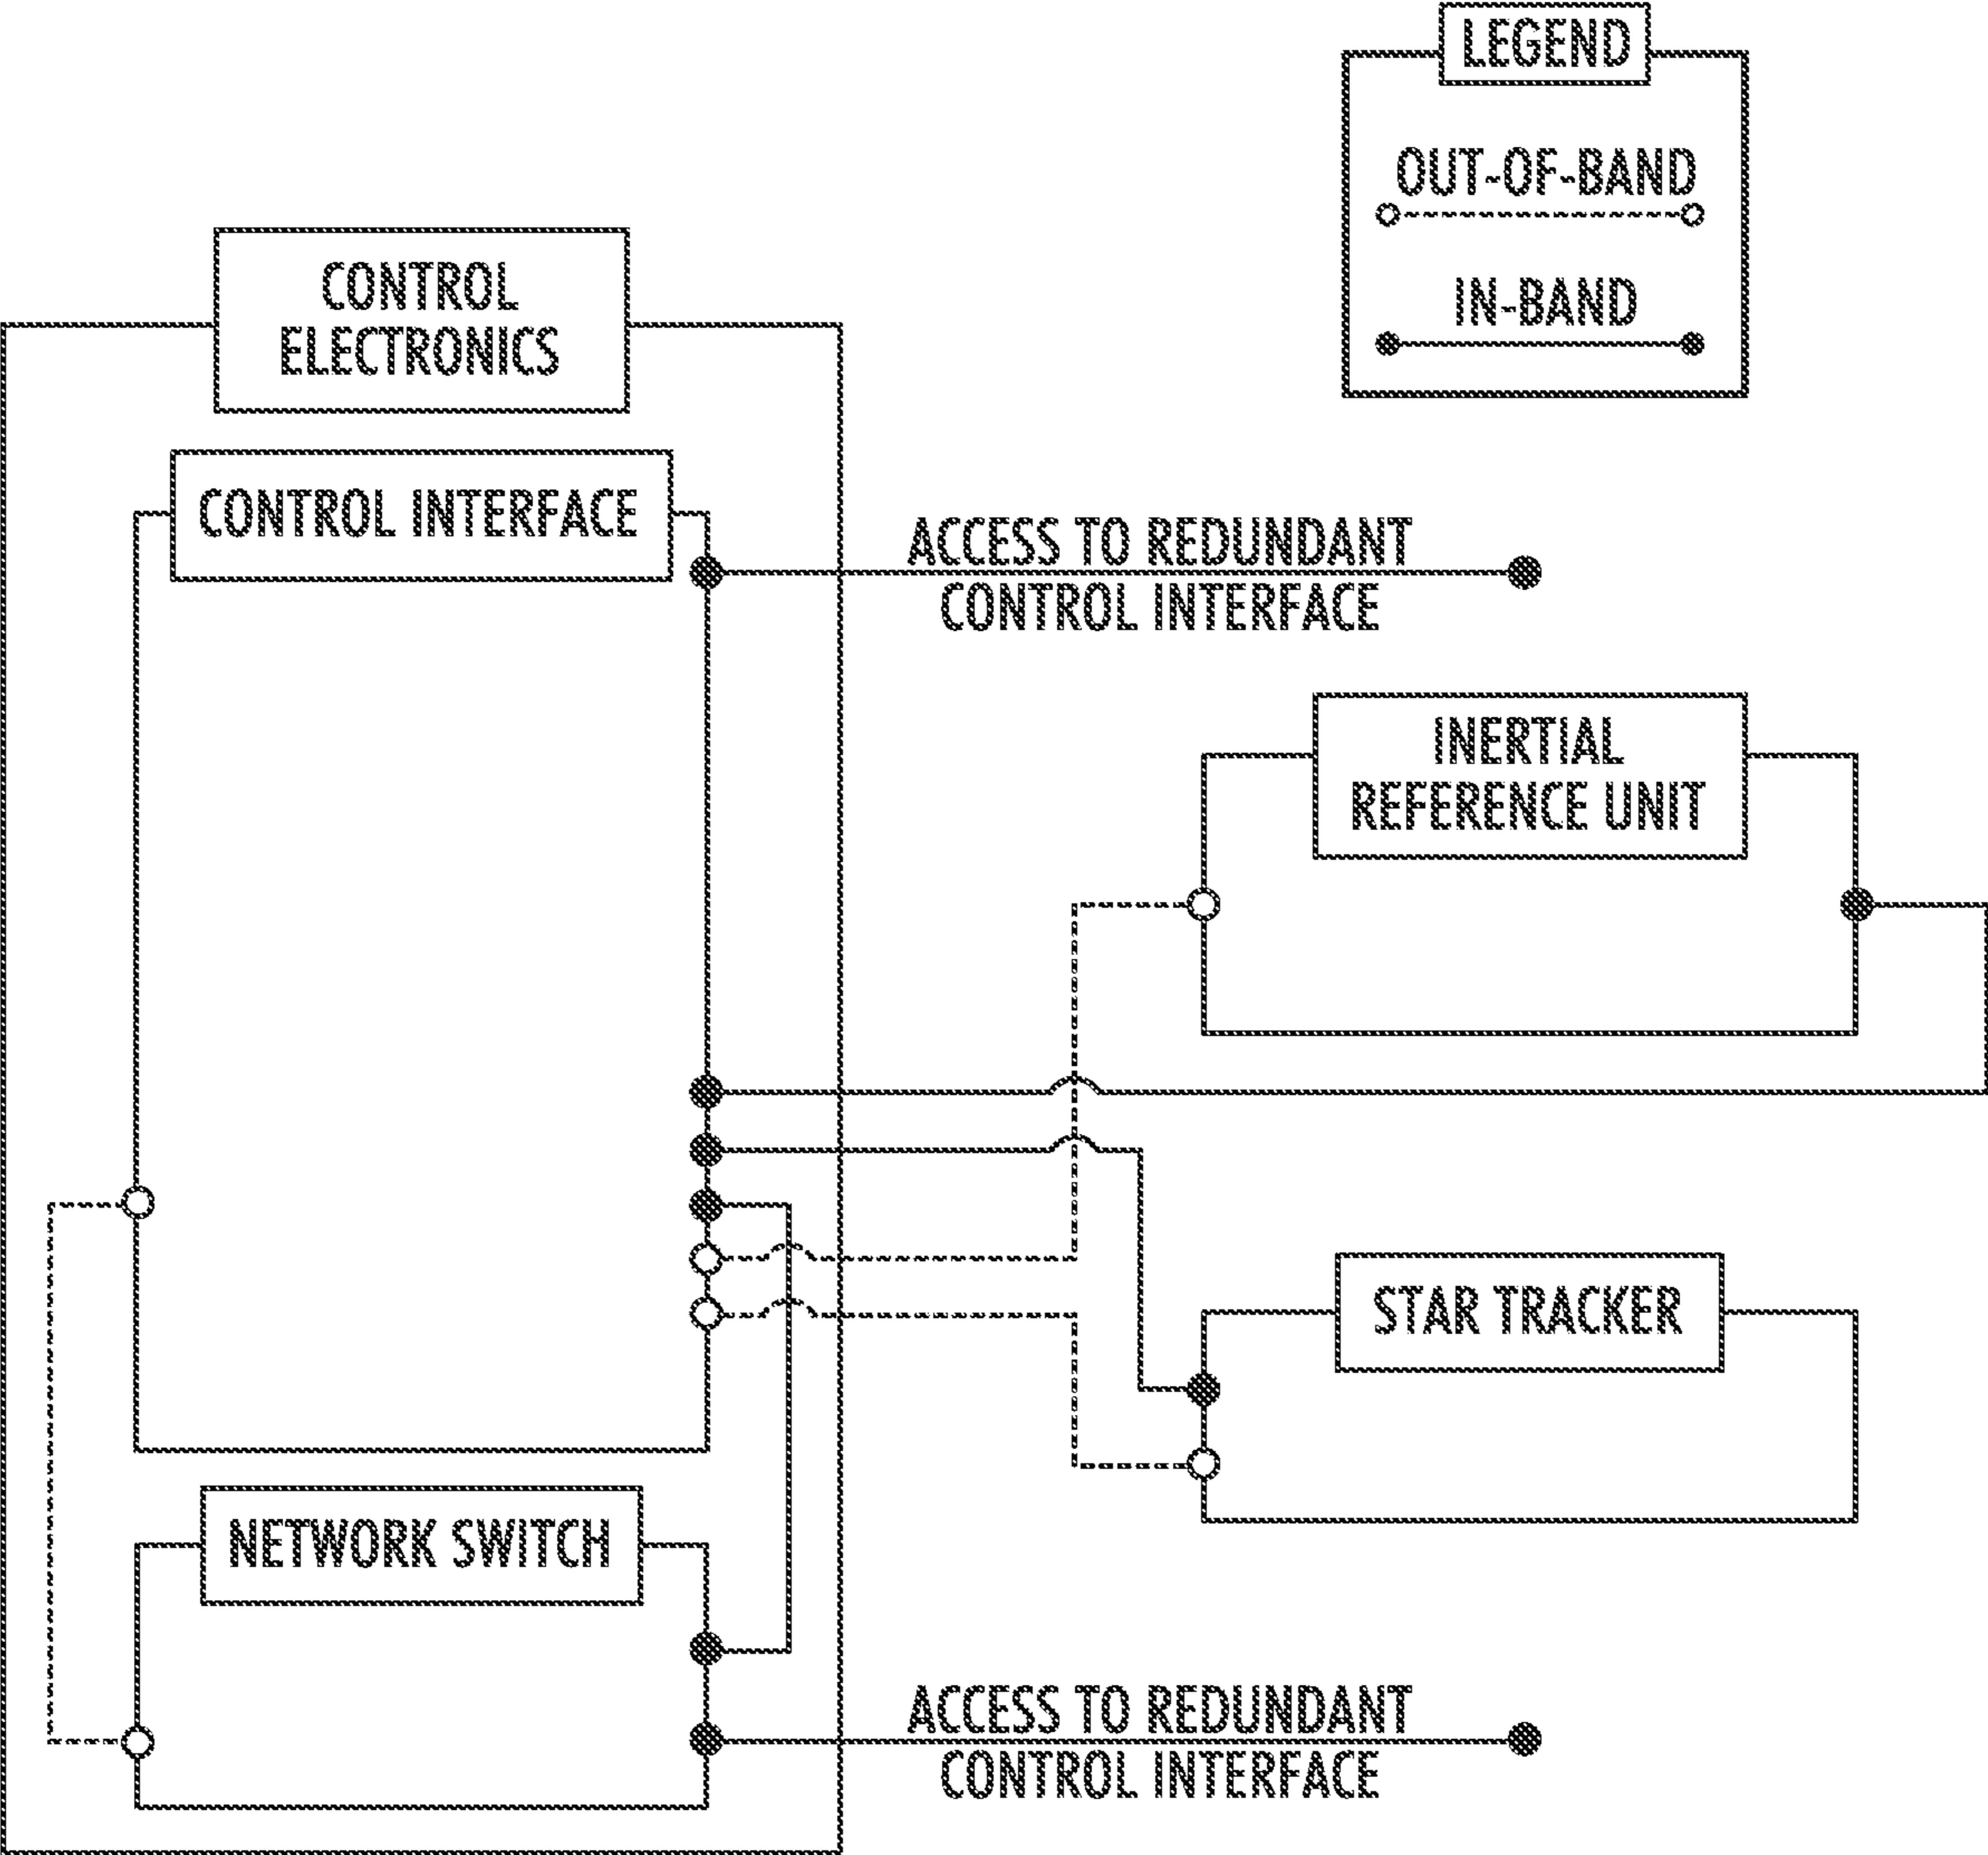 LEGEND
OUT-OF-BAND
IN-BAND
CONTROL
ELECTRONICS
CONTROL INTERFACE
ACCESS TO REDUNDANT
CONTROL INTERFACE
INERTIAL
REFERENCE UNIT
STAR TRACKER
NETWORK SWITCH
ACCESS TO REDUNDANT
CONTROL INTERFACE